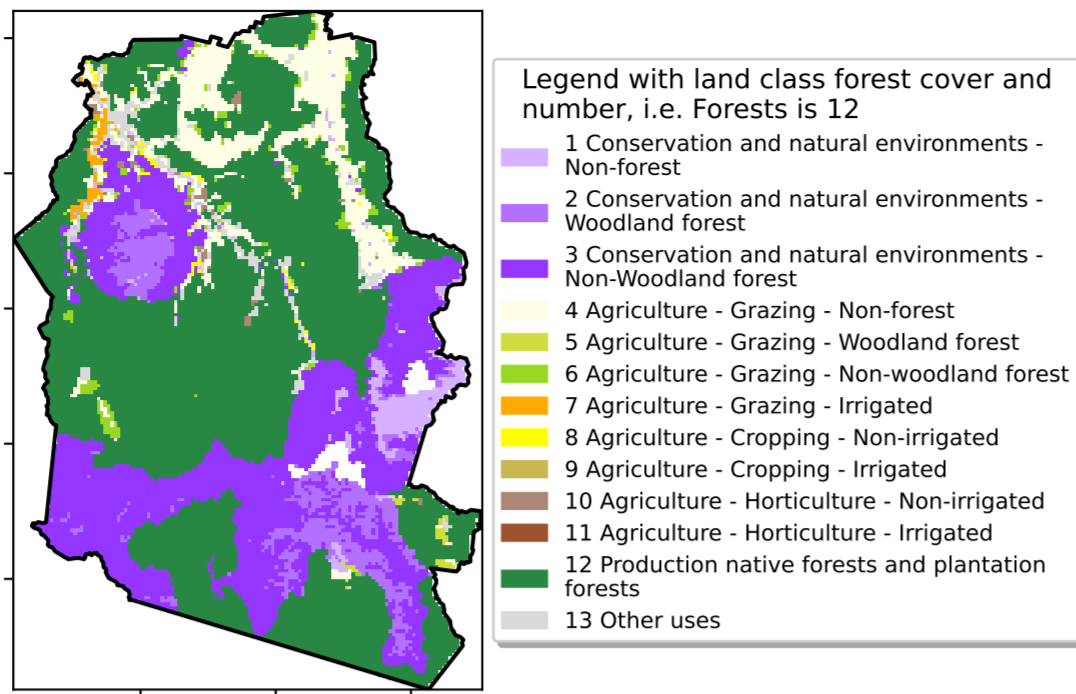 Legend with land class forest cover and
number, i.e. Forests is 12
1 Conservation and natural environments -
Non-forest
2 Conservation and natural environments -
Woodland forest
3 Conservation and natural environments -
Non-Woodland forest
4 Agriculture - Grazing - Non-forest
5 Agriculture - Grazing - Woodland forest
6 Agriculture - Grazing - Non-woodland forest
7 Agriculture - Grazing - Irrigated
8 Agriculture - Cropping - Non-irrigated
9 Agriculture - Cropping - Irrigated
10 Agriculture - Horticulture - Non-irrigated
11 Agriculture - Horticulture - Irrigated
12 Production native forests and plantation
forests
13 Other uses